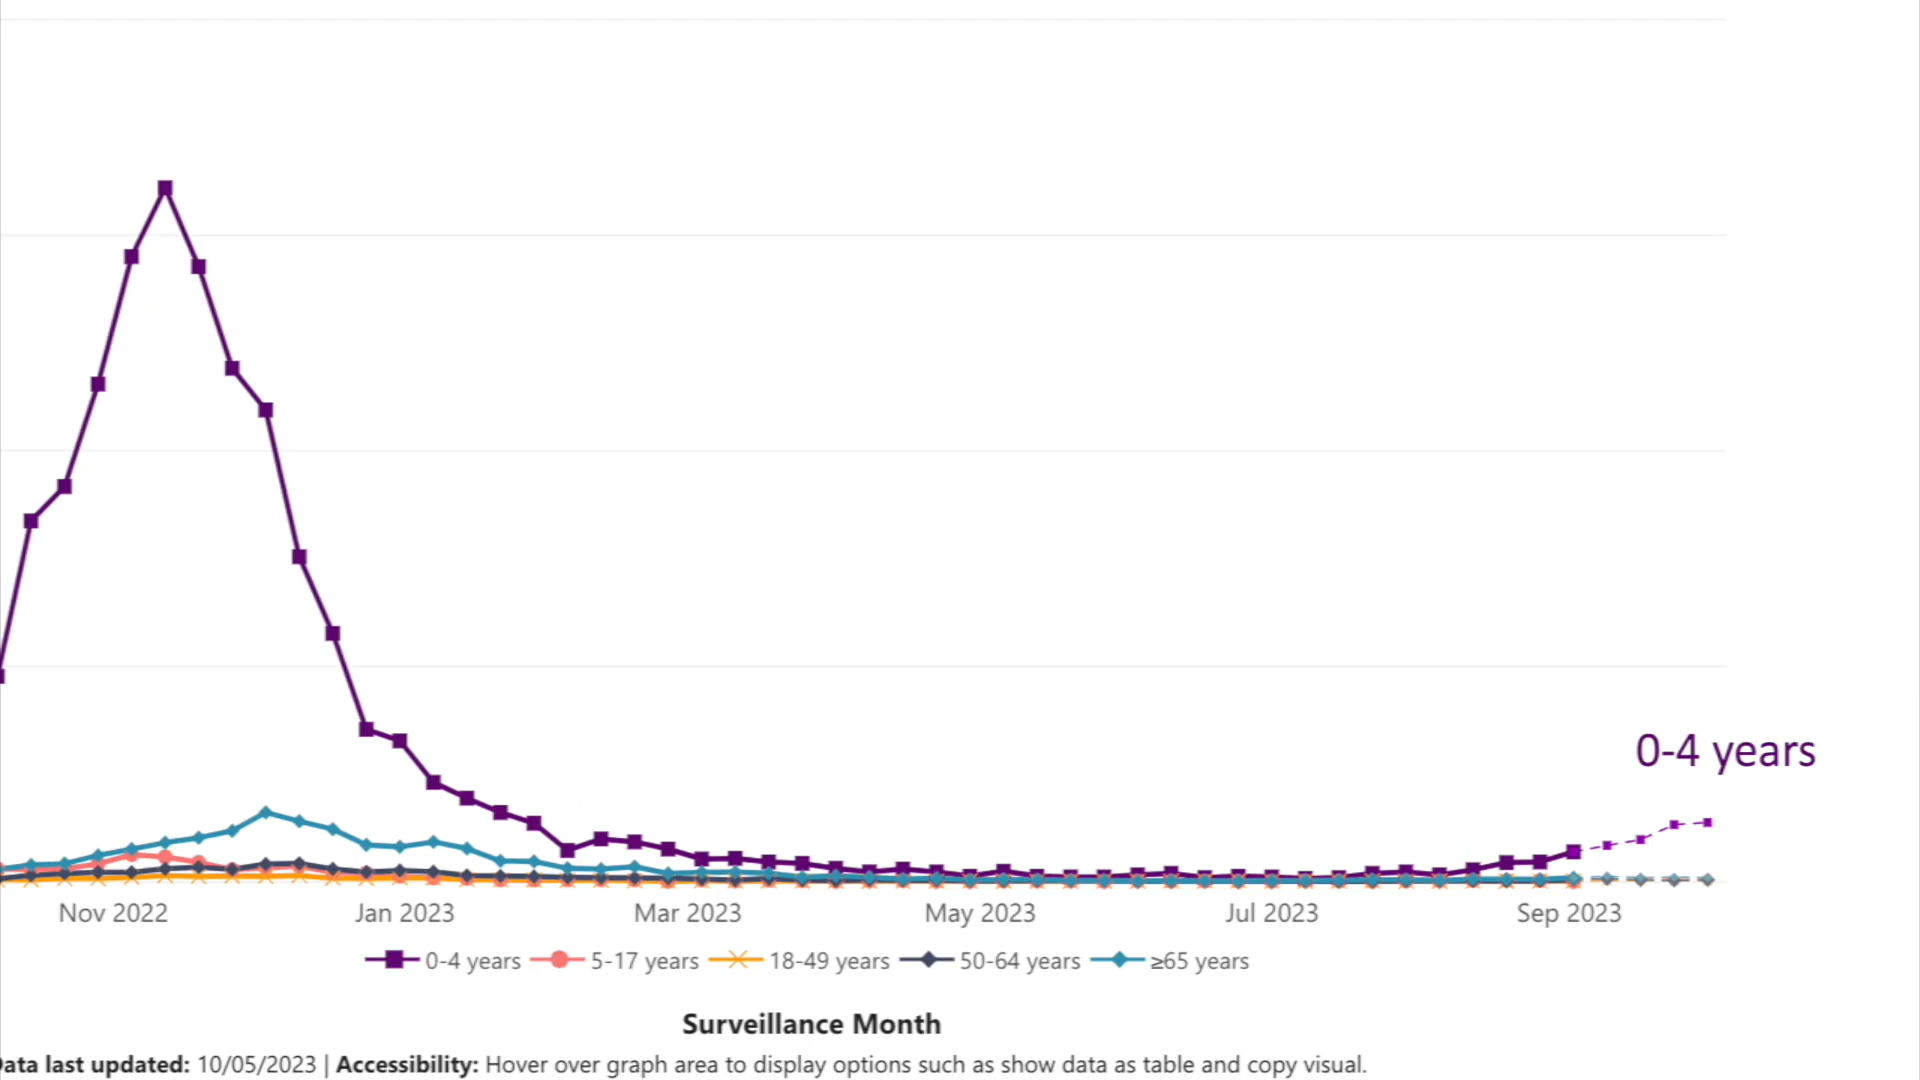 0-4 years
Nov 2022 Jan 2023 Mar 2023 May 2023 Jul 2023 Sep 2023
0-4 years 5-17 years 18-49 years 50-64 years ≥65 years
Surveillance Month
ata last updated: 10/05/2023 | Accessibility: Hover over graph area to display options such as show data as table and copy visual.